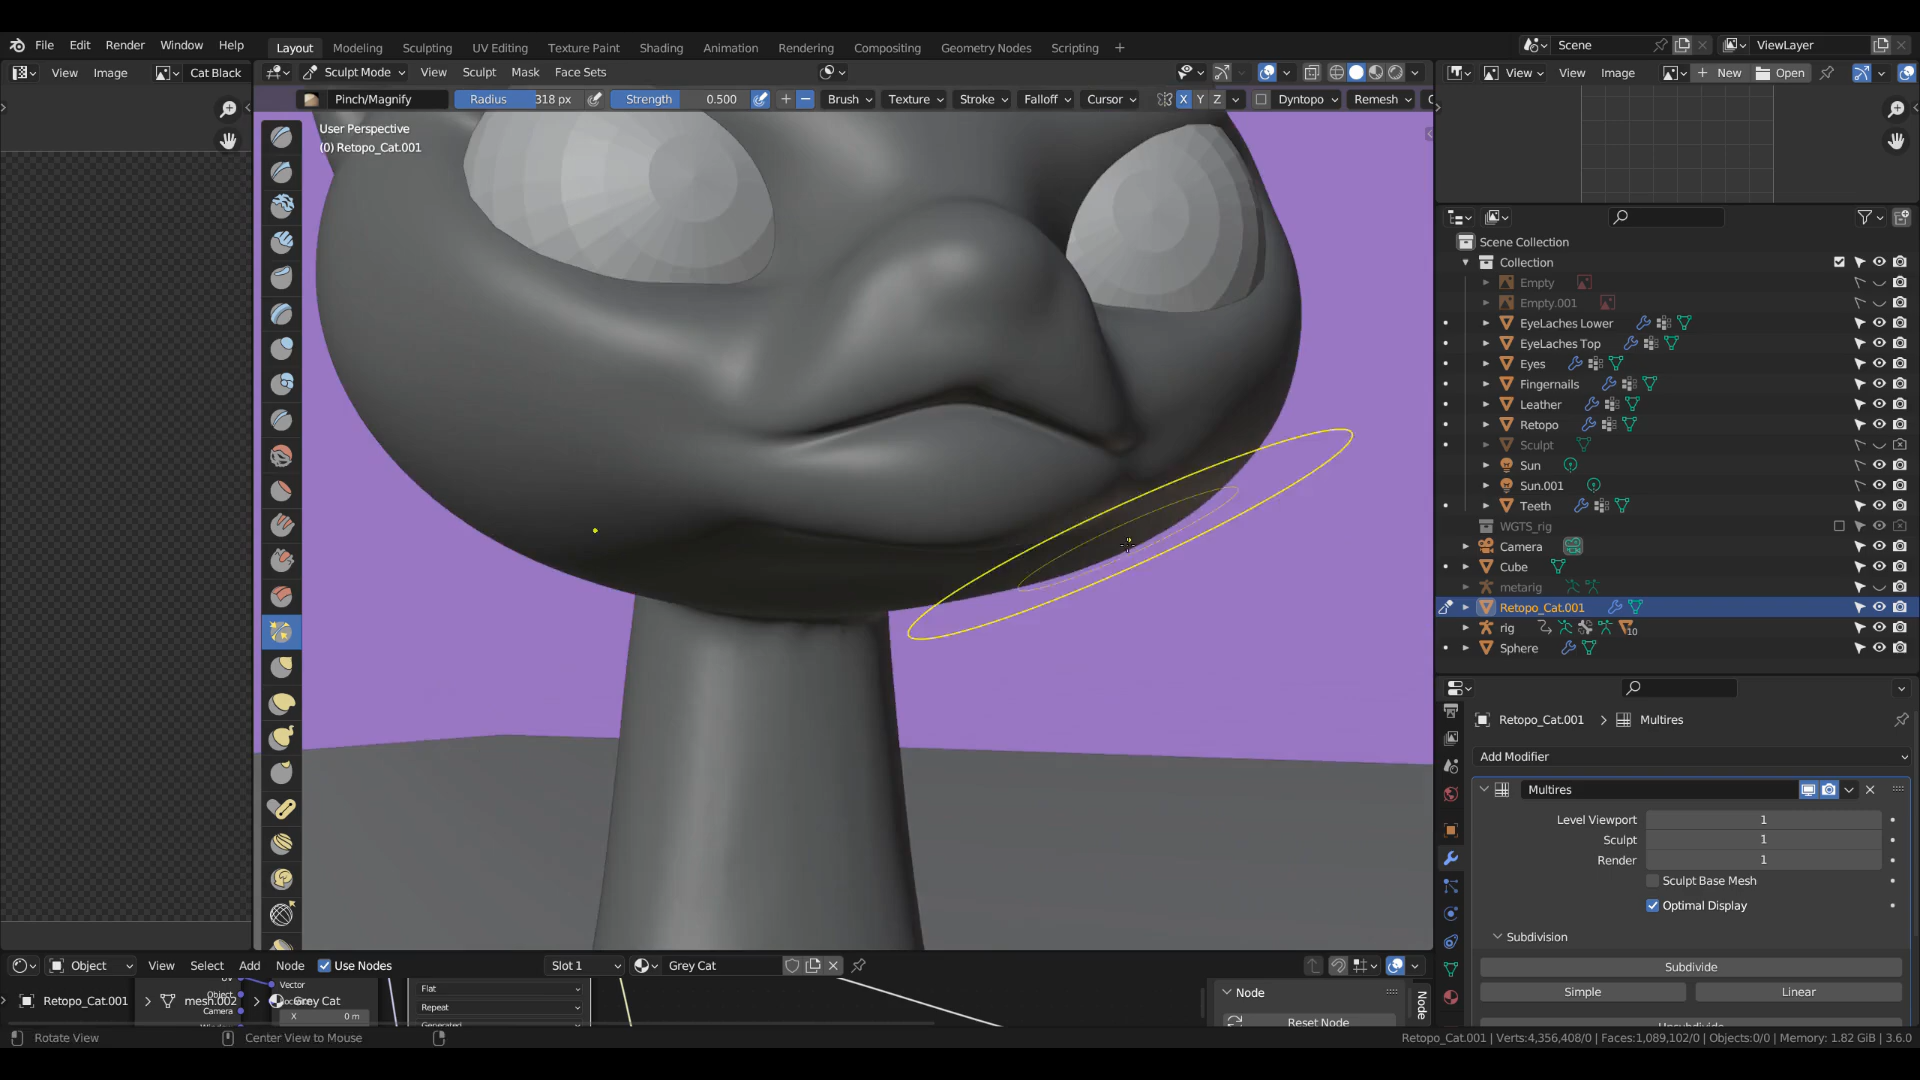 File Edit Render Window Help Layout Modeling Sculpting UV Editing Texture Paint Shading Animation Rendering Compositing Geometry Nodes Scripting + Scene ViewLayer
View Image Cat Black Sculpt Mode View Sculpt Mask Face Sets View View Image New Open
Pinch/Magnify Radius 318 px Strength 0.500 Brush Texture Stroke Falloff Cursor X Y Z Dyntopo Remesh
User Perspective
(0) Retopo_Cat.001
Scene Collection
Collection
Empty
Empty.001
EyeLaches Lower
EyeLaches Top
Eyes
Fingernails
Leather
Retopo
Sculpt
Sun
Sun.001
Teeth
WGTS_rig
Camera
Cube
metarig
Retopo_Cat.001
rig 10
Sphere
Retopo_Cat.001 > Multires
Add Modifier
Multires
Level Viewport 1
Sculpt 1
Render 1
Sculpt Base Mesh
Optimal Display
Subdivision
Subdivide
Simple Linear
Unsubdivide
Object View Select Add Node Use Nodes Slot 1 Grey Cat
Retopo_Cat.001 > mesh.002 > Grey Cat
UV
Object
Camera
Vector
X 0 m
Flat
Repeat
Generated
Node
Reset Node
Node
Rotate View Center View to Mouse Retopo_Cat.001 | Verts:4,356,408/0 | Faces:1,089,102/0 | Objects:0/0 | Memory: 1.82 GiB | 3.6.0